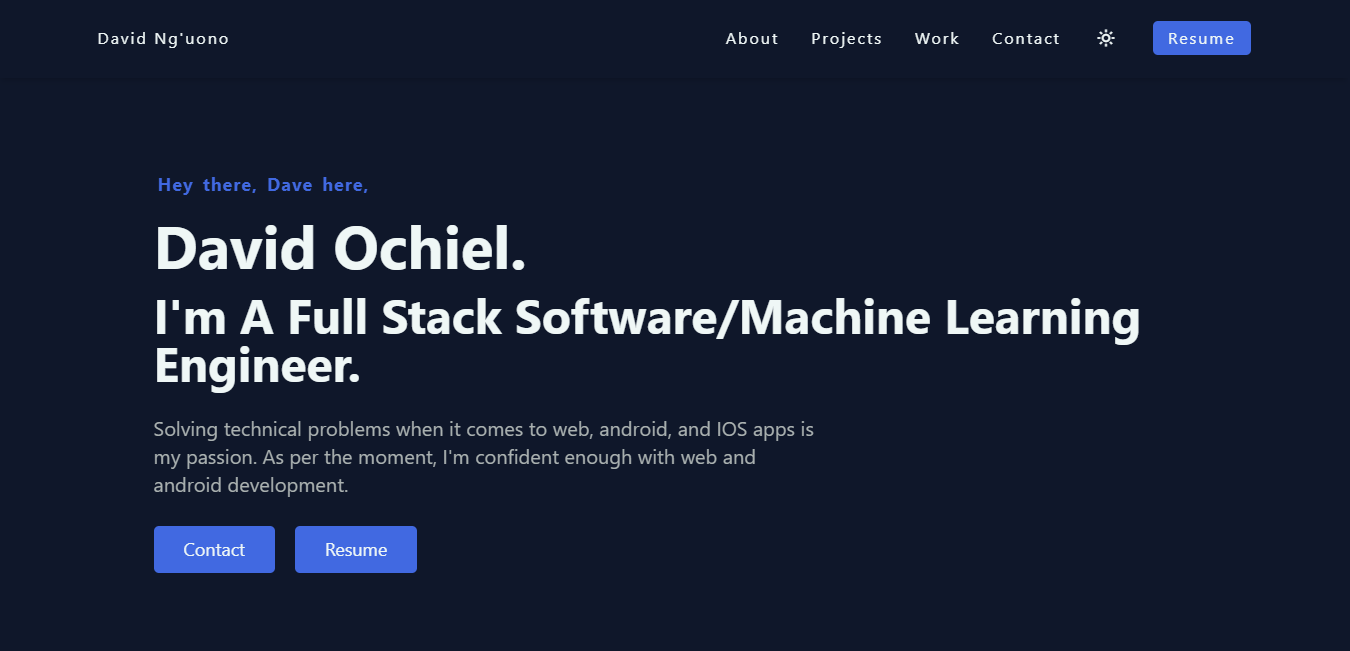 David Ng'uono
About Projects Work Contact Resume
Hey there, Dave here,
David Ochiel.
I'm A Full Stack Software/Machine Learning
Engineer.
Solving technical problems when it comes to web, android, and IOS apps is
my passion. As per the moment, I'm confident enough with web and
android development.
Contact Resume